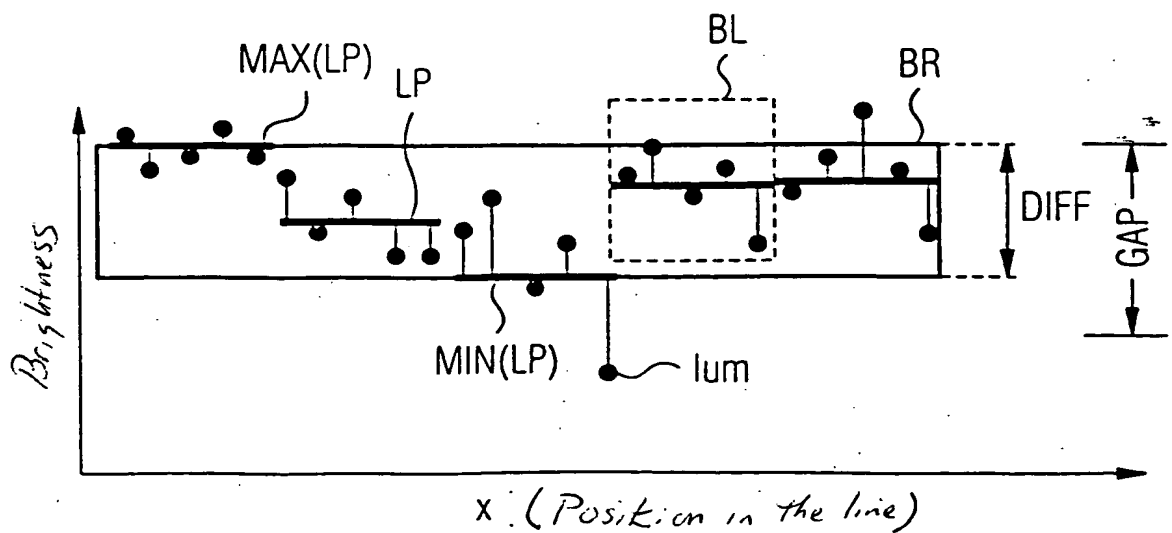 BL
MAX(LP)
LP
BR
DIFF
GAP
Brightness
MIN(LP)
lum
x : (Position in the line)